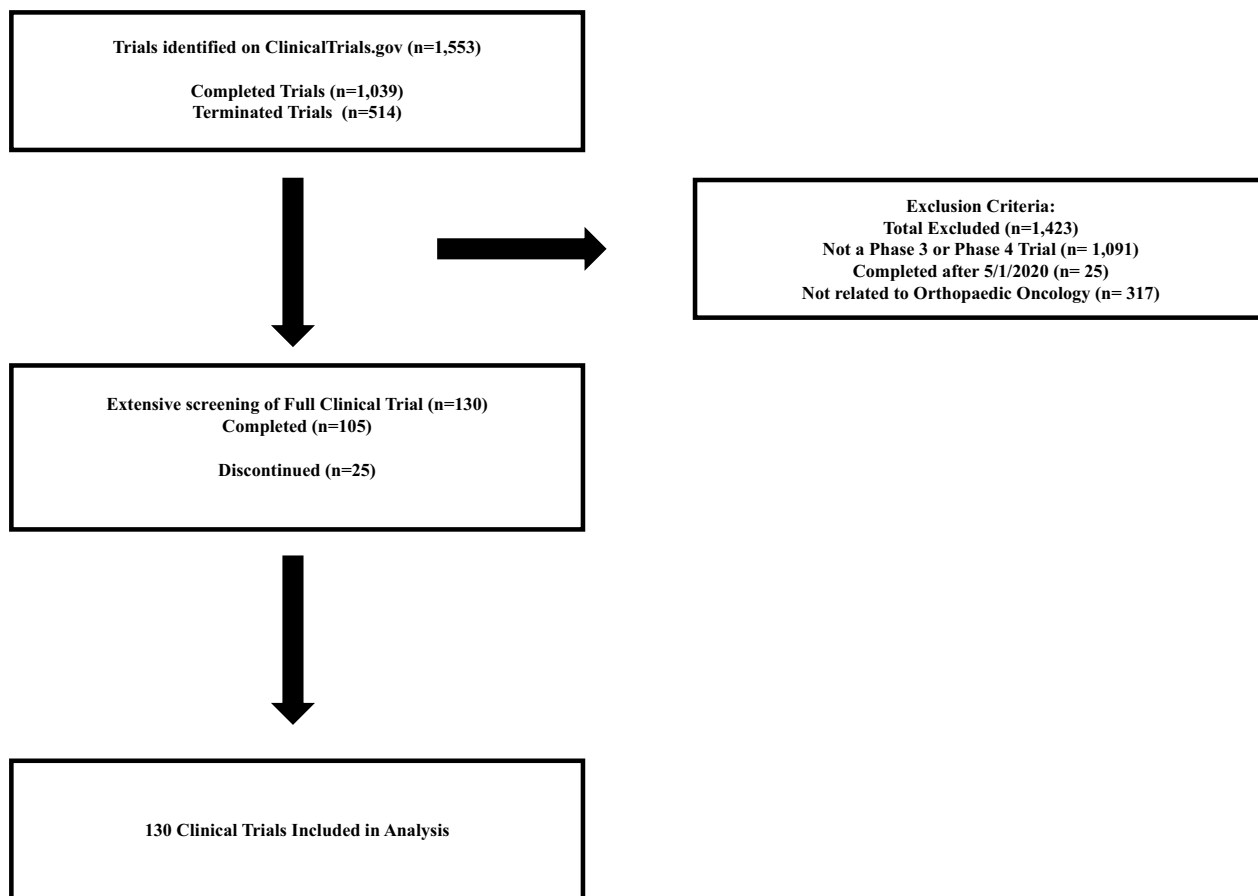 Trials identified on ClinicalTrials.gov (n=1,553)
Completed Trials (n=1,039)
Terminated Trials (n=514)
Exclusion Criteria:
Total Excluded (n=1,423)
Not a Phase 3 or Phase 4 Trial (n= 1,091)
Completed after 5/1/2020 (n= 25)
Not related to Orthopaedic Oncology (n= 317)
Extensive screening of Full Clinical Trial (n=130)
Completed (n=105)
Discontinued (n=25)
130 Clinical Trials Included in Analysis